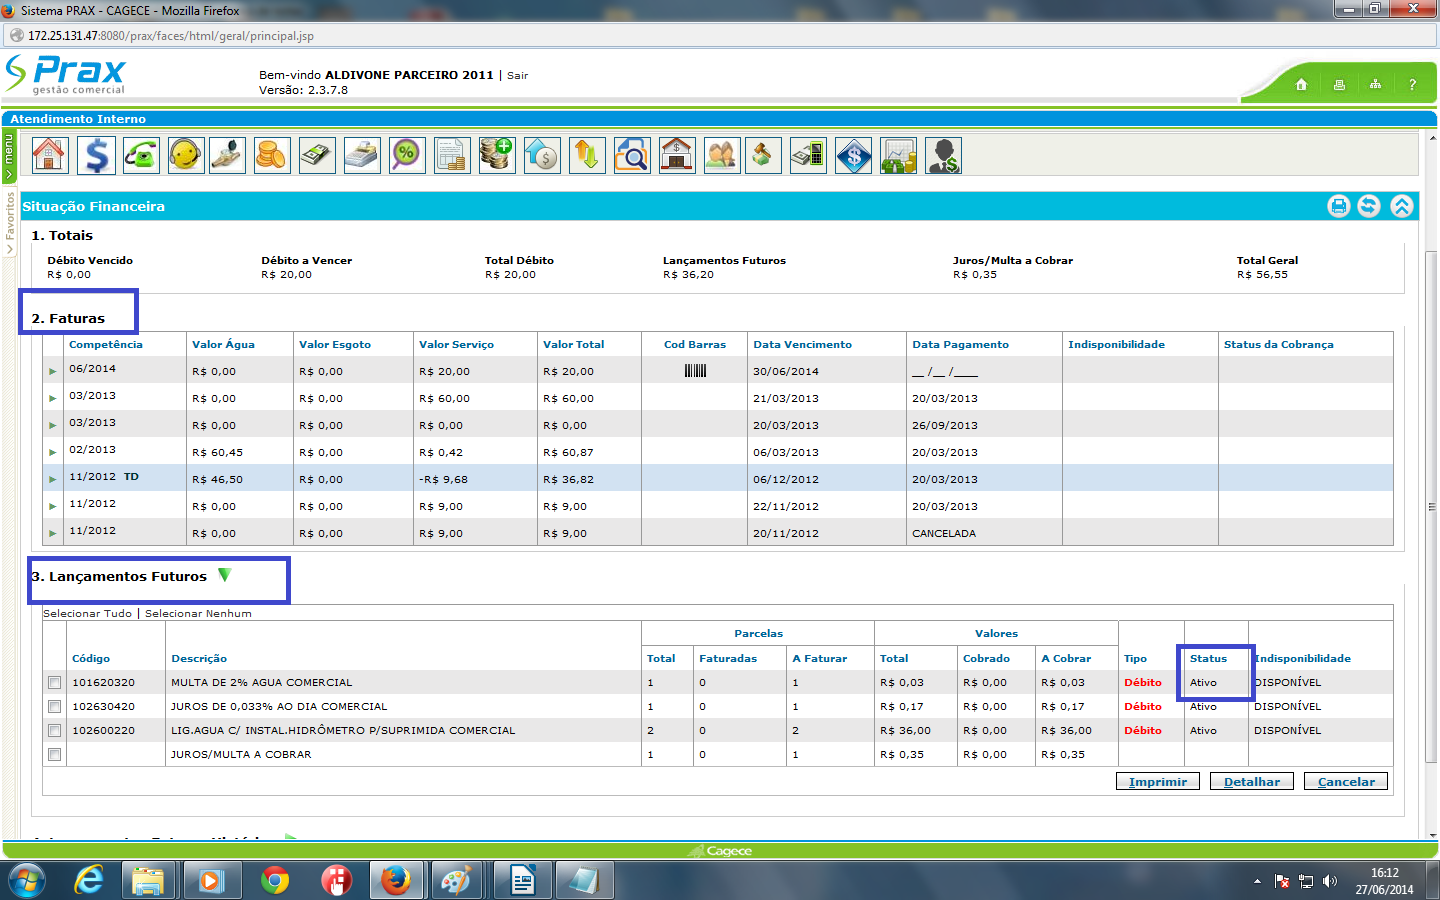 Sistema PRAX - CAGECE - Mozilla Firefox
172.25.131.47:8080/prax/faces/html/geral/principal.jsp
Prax
gestão comercial
Bem-vindo ALDIVONE PARCEIRO 2011 | Sair
Versão: 2.3.7.8
?
Atendimento Interno
menu
Favoritos
Situação Financeira
1. Totais
Débito Vencido Débito a Vencer Total Débito Lançamentos Futuros Juros/Multa a Cobrar Total Geral
R$ 0,00 R$ 20,00 R$ 20,00 R$ 36,20 R$ 0,35 R$ 56,55
2. Faturas
Competência Valor Água Valor Esgoto Valor Serviço Valor Total Cod Barras Data Vencimento Data Pagamento Indisponibilidade Status da Cobrança
06/2014 R$ 0,00 R$ 0,00 R$ 20,00 R$ 20,00 30/06/2014 __ /__ /____
03/2013 R$ 0,00 R$ 0,00 R$ 60,00 R$ 60,00 21/03/2013 20/03/2013
03/2013 R$ 0,00 R$ 0,00 R$ 0,00 R$ 0,00 20/03/2013 26/09/2013
02/2013 R$ 60,45 R$ 0,00 R$ 0,42 R$ 60,87 06/03/2013 20/03/2013
11/2012 TD R$ 46,50 R$ 0,00 -R$ 9,68 R$ 36,82 06/12/2012 20/03/2013
11/2012 R$ 0,00 R$ 0,00 R$ 9,00 R$ 9,00 22/11/2012 20/03/2013
11/2012 R$ 0,00 R$ 0,00 R$ 9,00 R$ 9,00 20/11/2012 CANCELADA
3. Lançamentos Futuros
Selecionar Tudo | Selecionar Nenhum
Parcelas Valores
Código Descrição Total Faturadas A Faturar Total Cobrado A Cobrar Tipo Status Indisponibilidade
101620320 MULTA DE 2% AGUA COMERCIAL 1 0 1 R$ 0,03 R$ 0,00 R$ 0,03 Débito Ativo DISPONÍVEL
102630420 JUROS DE 0,033% AO DIA COMERCIAL 1 0 1 R$ 0,17 R$ 0,00 R$ 0,17 Débito Ativo DISPONÍVEL
102600220 LIG.AGUA C/ INSTAL.HIDRÔMETRO P/SUPRIMIDA COMERCIAL 2 0 2 R$ 36,00 R$ 0,00 R$ 36,00 Débito Ativo DISPONÍVEL
JUROS/MULTA A COBRAR 1 0 1 R$ 0,35 R$ 0,00 R$ 0,35
Imprimir Detalhar Cancelar
Cagece
16:12
27/06/2014